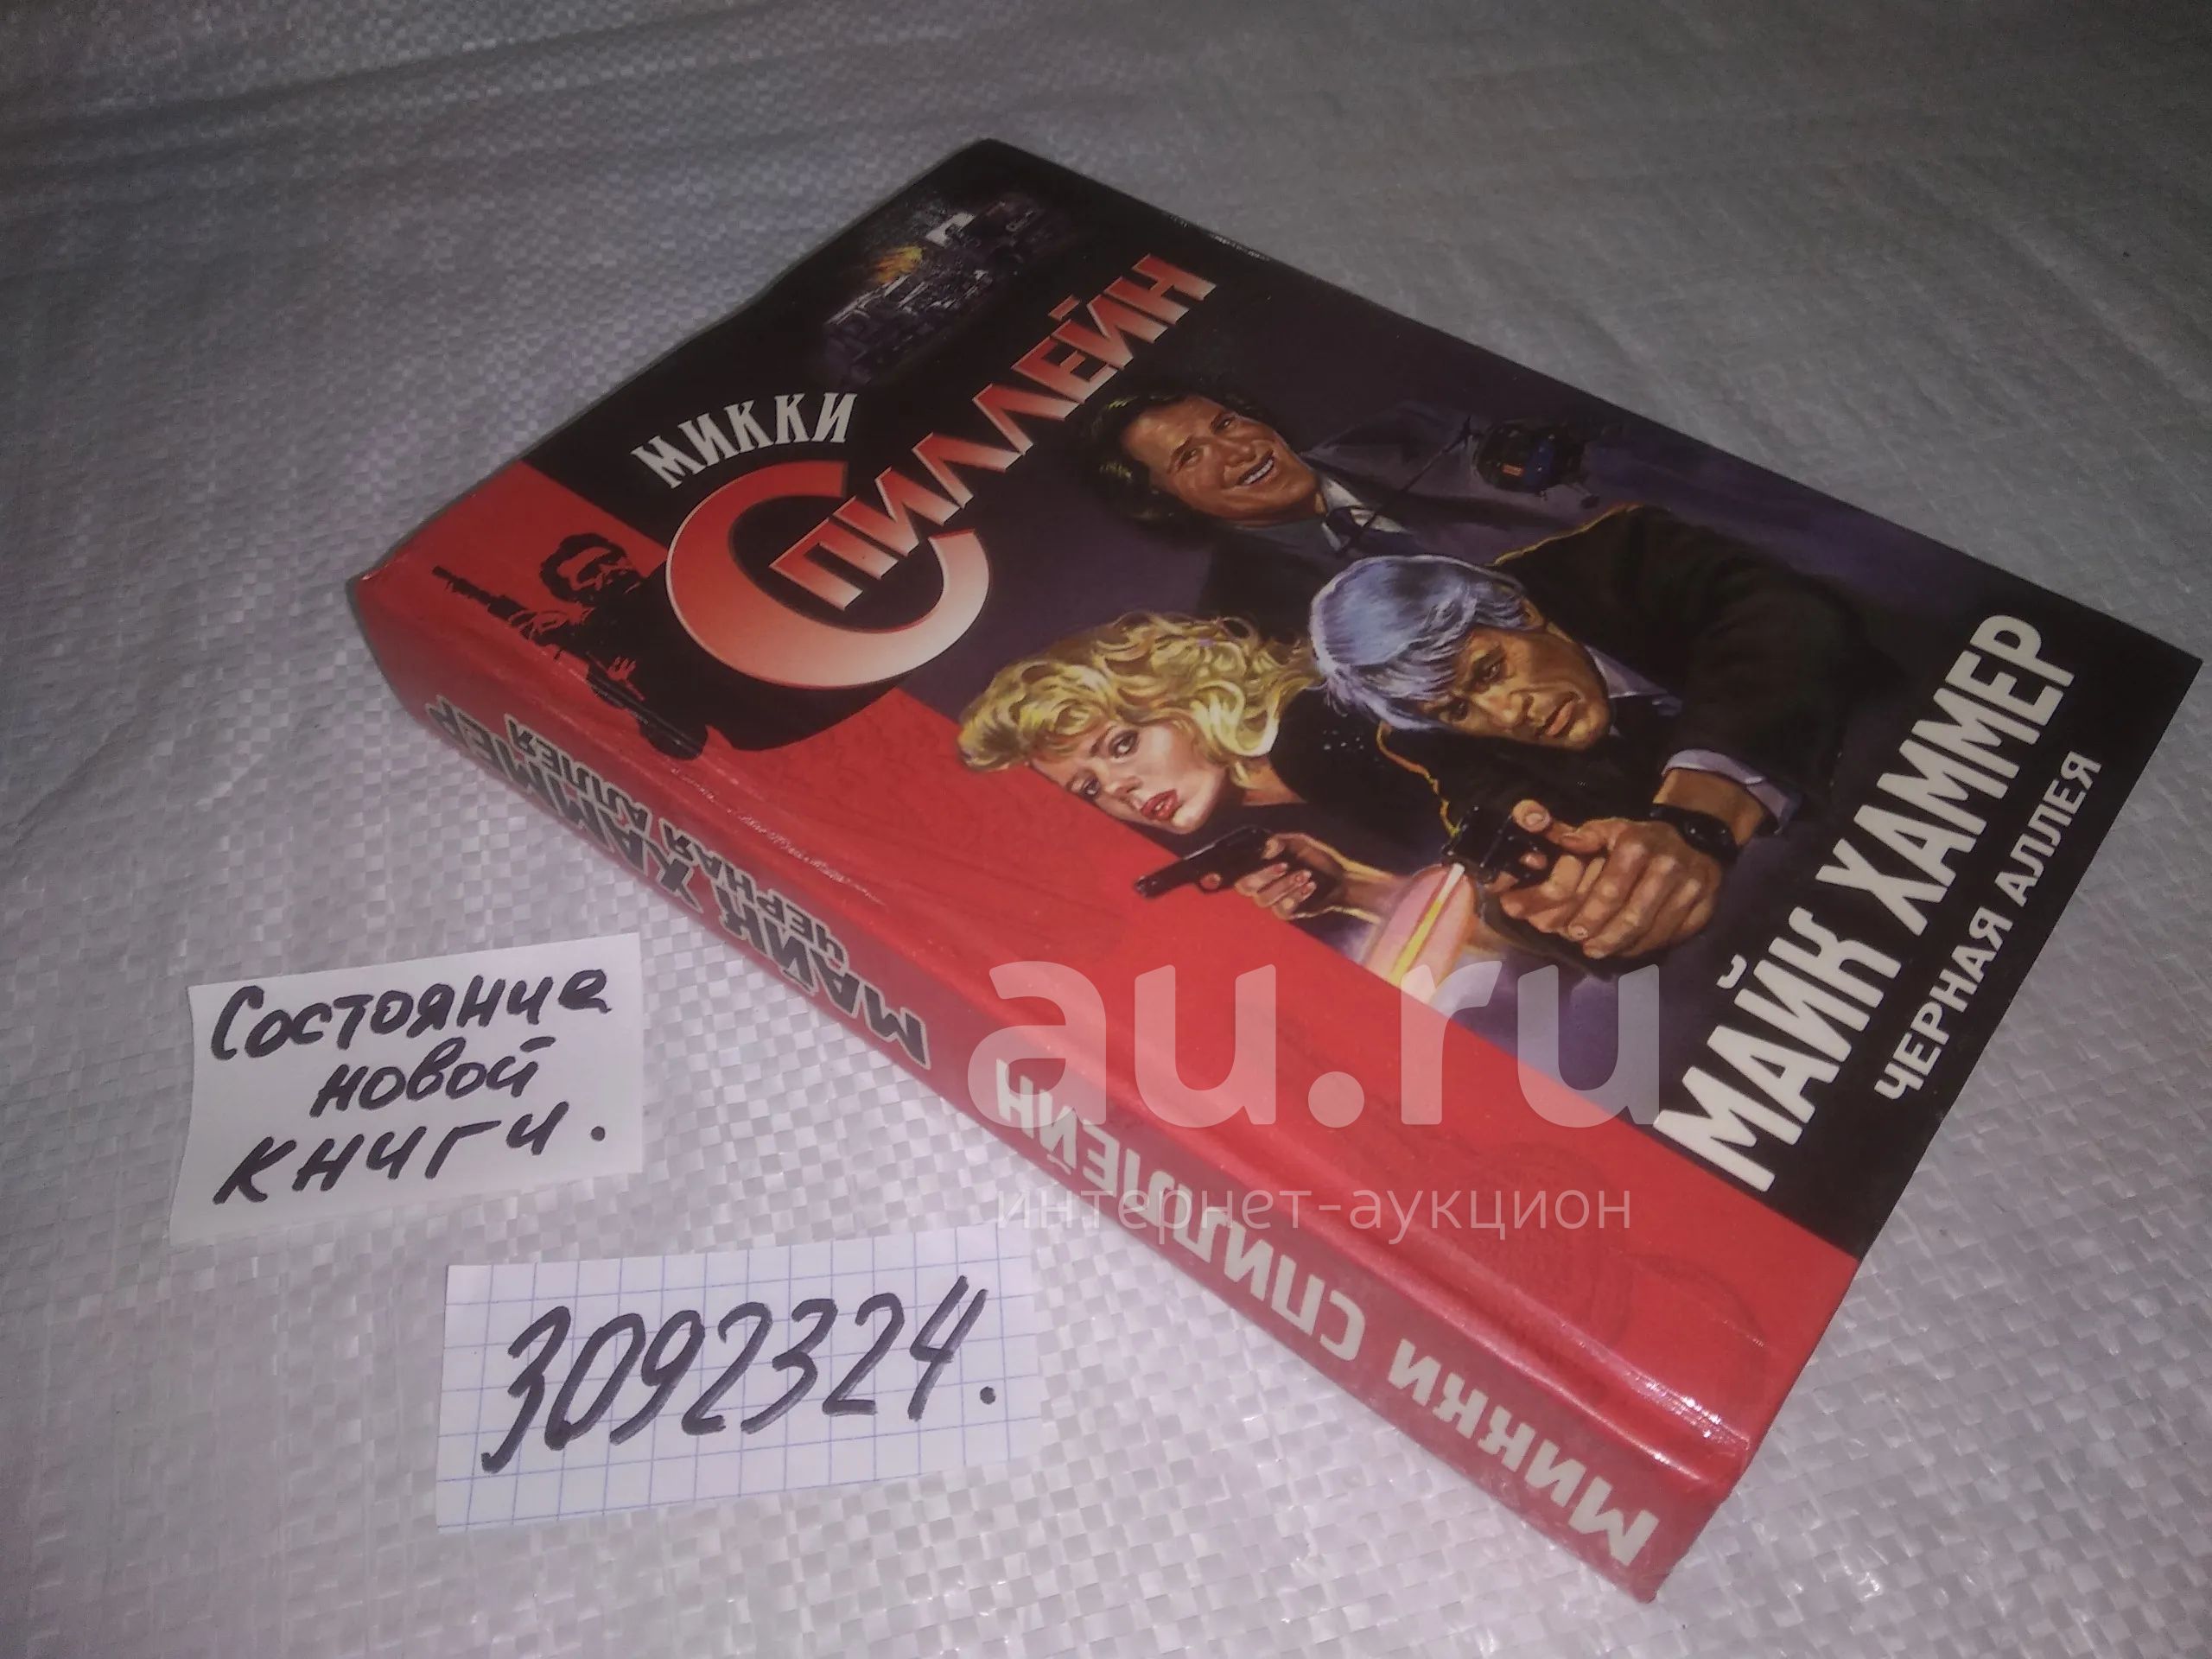 МИККИ
СПИЛЛЕЙН
МАЙК ХАММЕР
ЧЕРНАЯ АЛЛЕЯ
МИККИ СПИЛЛЕЙН
МАЙК ХАММЕР
ЧЕРНАЯ АЛЛЕЯ
Состояние
новой
книги.
3092324.
au.ru
интернет-аукцион